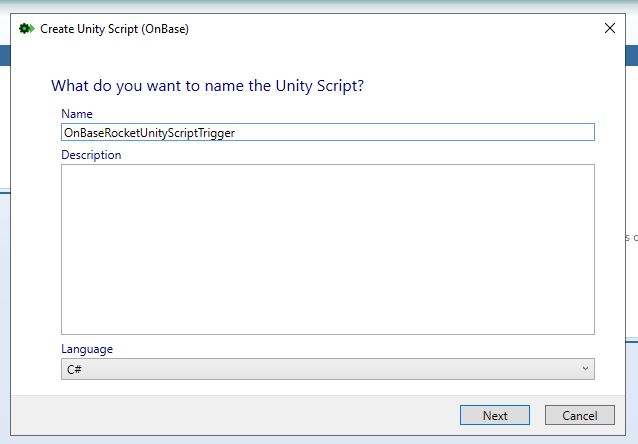 Create Unity Script (OnBase)
What do you want to name the Unity Script?
Name
OnBaseRocketUnityScriptTrigger
Description
Language
C#
Next
Cancel